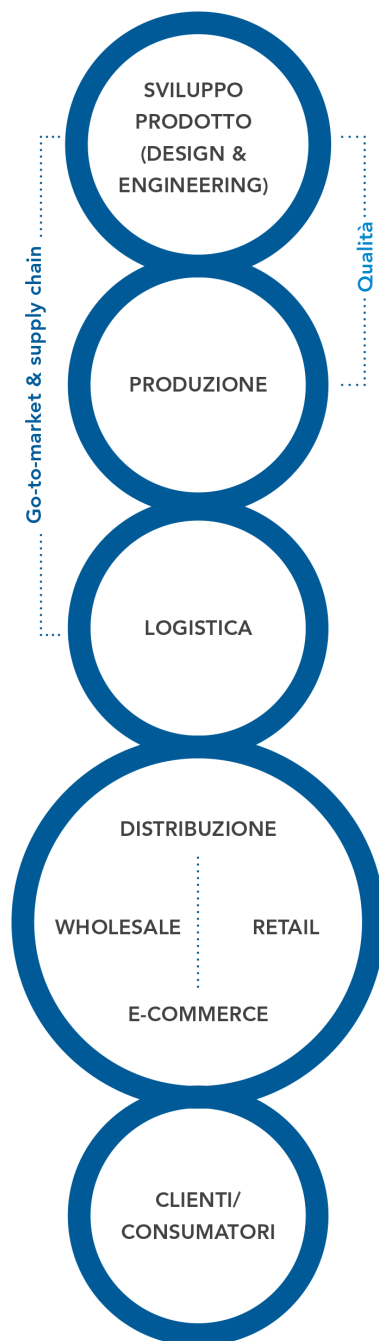 SVILUPPO
PRODOTTO
(DESIGN &
ENGINEERING)
Go-to-market & supply chain
Qualità
PRODUZIONE
LOGISTICA
DISTRIBUZIONE
WHOLESALE
RETAIL
E-COMMERCE
CLIENTI/
CONSUMATORI